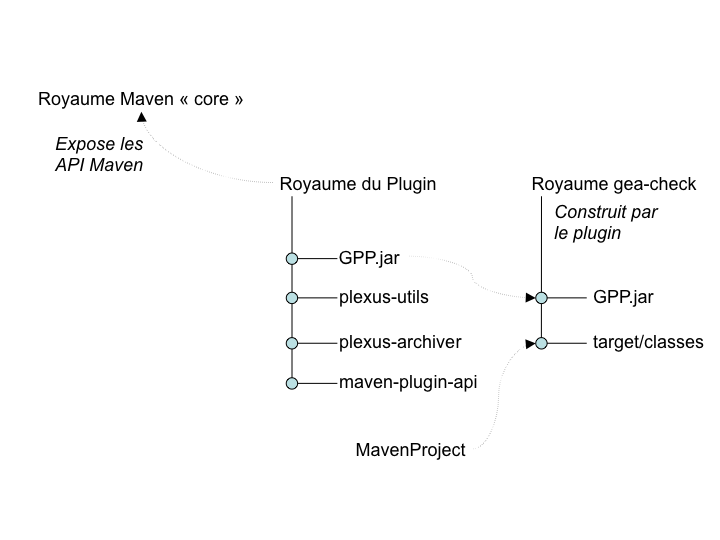 Royaume Maven « core »
Expose les
API Maven
Royaume du Plugin
GPP.jar
plexus-utils
plexus-archiver
maven-plugin-api
MavenProject
Royaume gea-check
Construit par
le plugin
GPP.jar
target/classes